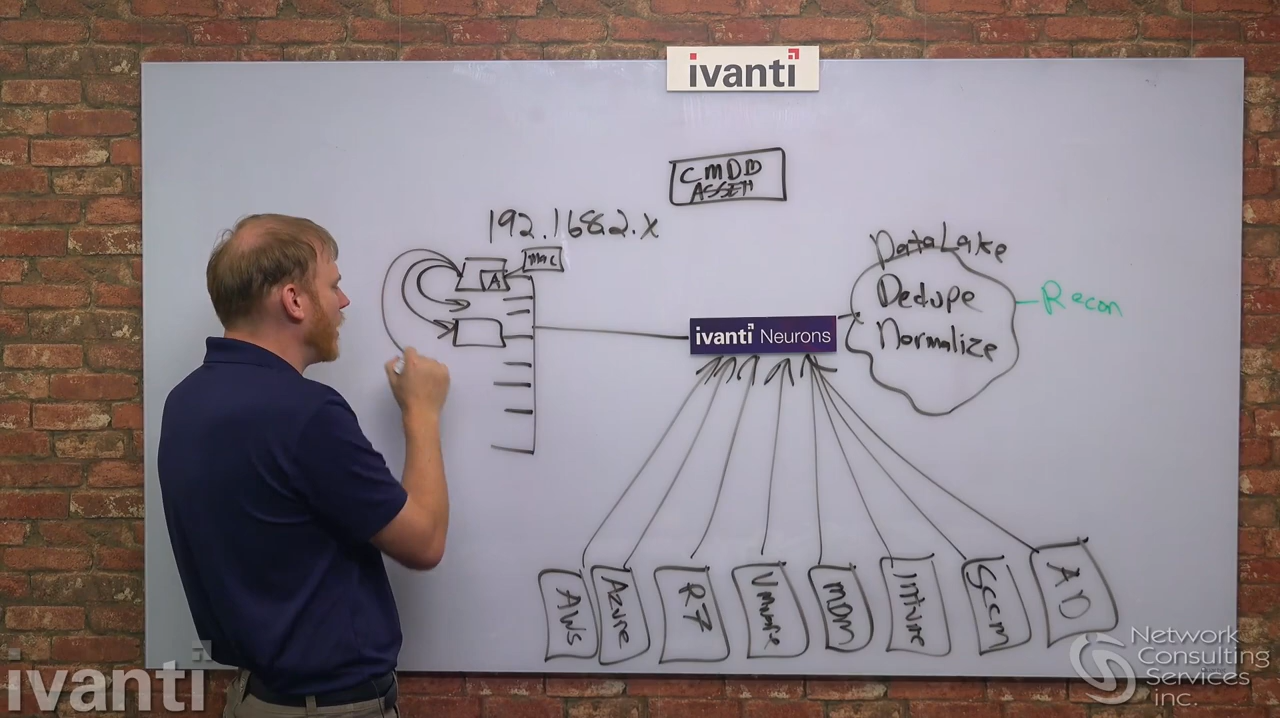 ivanti
CMDB
ASSET
192.168.2.x
Mac
A
DataLake
Dedupe
Normalize
Recon
ivanti Neurons
AWS
Azure
R7
Vmware
MDM
Intune
Sccm
AD
ivanti
Network
Consulting
Services
inc.